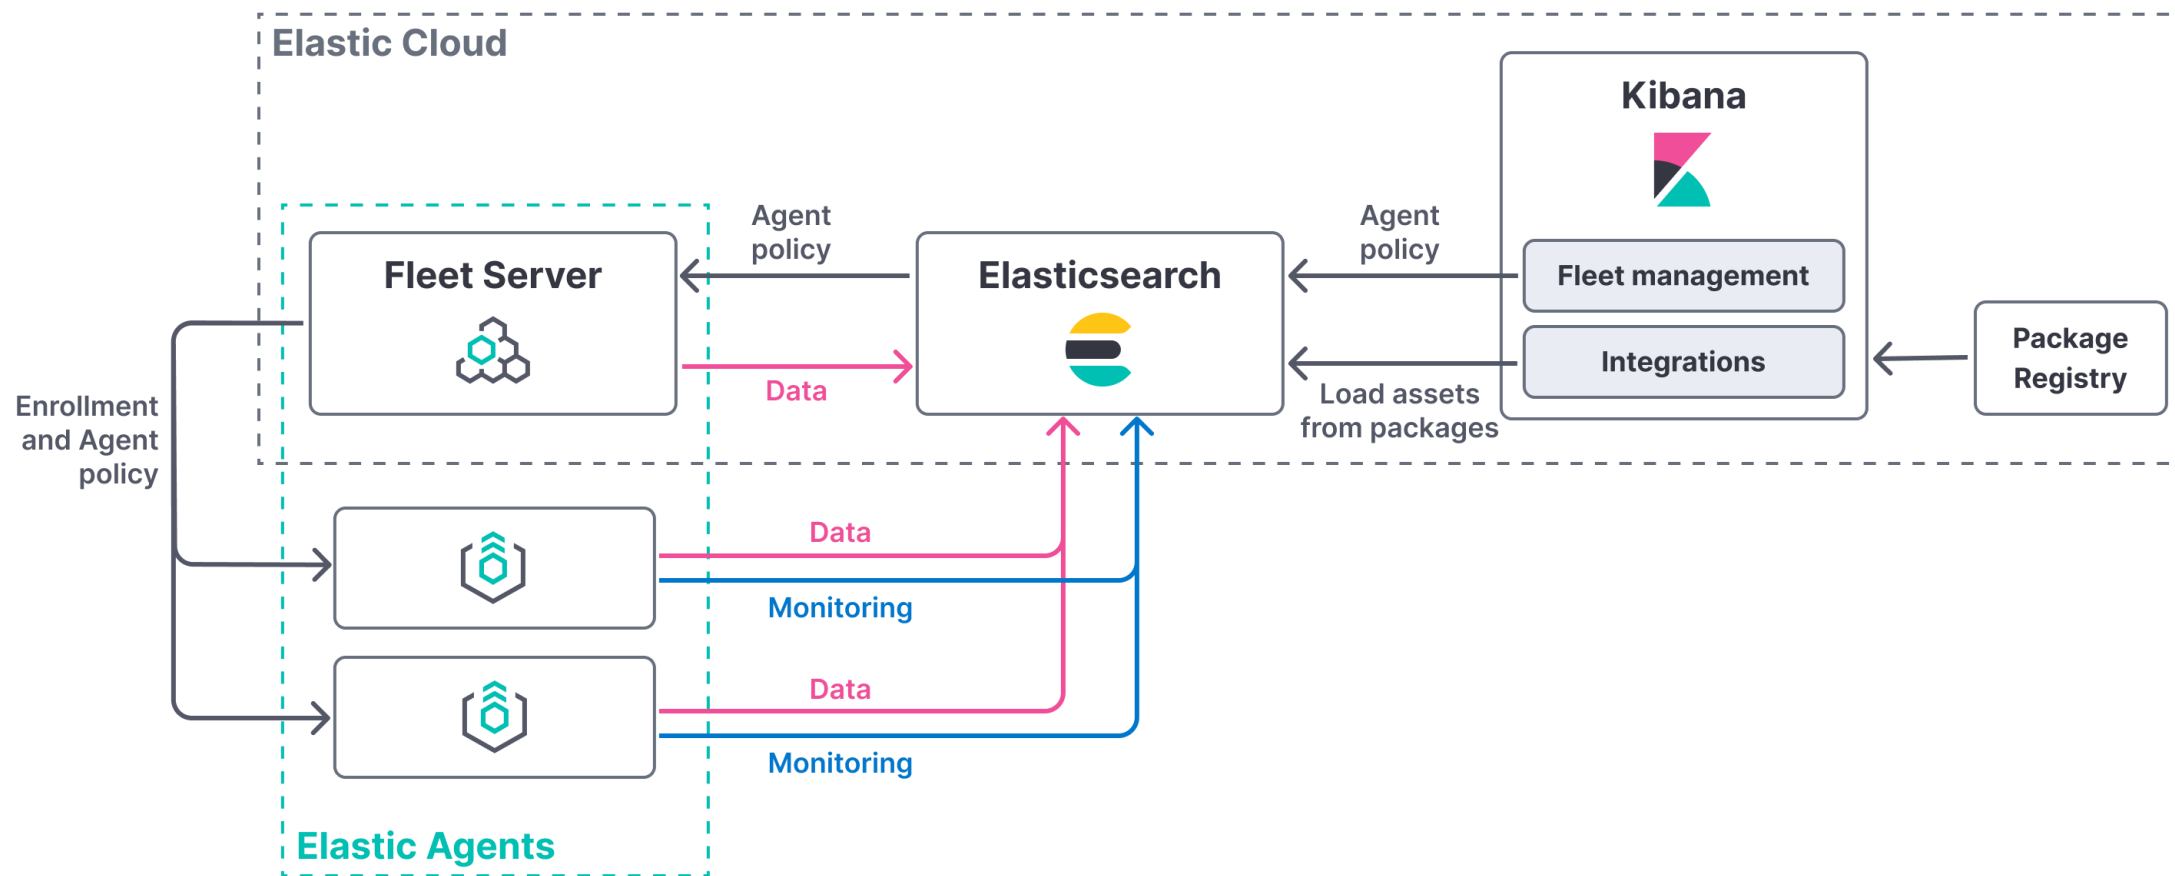 Elastic Cloud
Kibana
Agent
policy
Agent
policy
Fleet Server
Elasticsearch
Fleet management
Integrations
Package
Registry
Data
Load assets
from packages
Enrollment
and Agent
policy
Data
Monitoring
Data
Monitoring
Elastic Agents